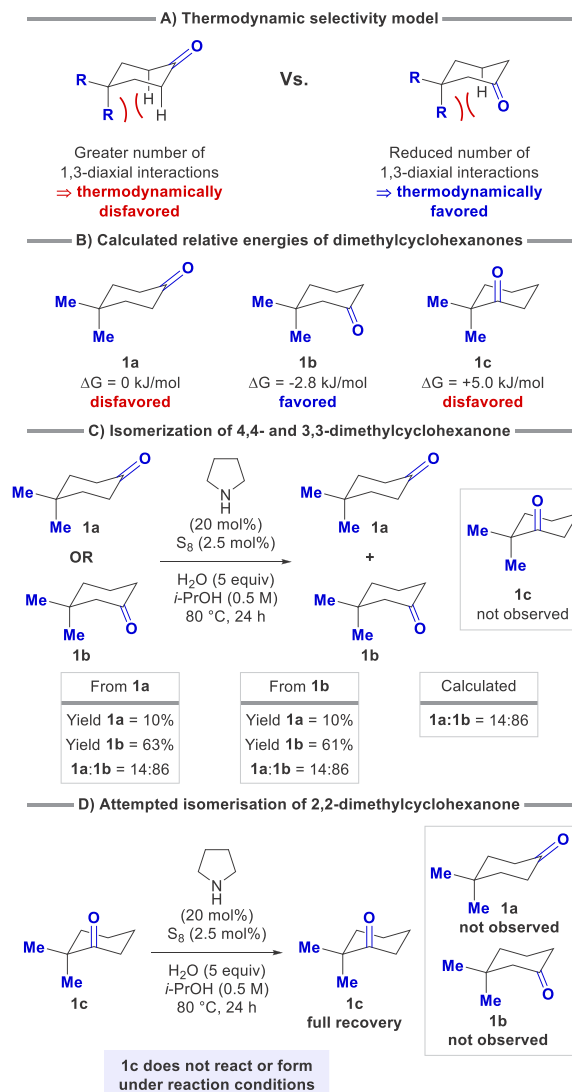 A) Thermodynamic selectivity model
O
R
R
H
H
Vs.
R
R
H
O
Greater number of
1,3-diaxial interactions
⇒ thermodynamically
disfavored
Reduced number of
1,3-diaxial interactions
⇒ thermodynamically
favored
B) Calculated relative energies of dimethylcyclohexanones
O
Me
Me
1a
ΔG = 0 kJ/mol
disfavored
Me
Me
O
1b
ΔG = -2.8 kJ/mol
favored
O
Me
Me
1c
ΔG = +5.0 kJ/mol
disfavored
C) Isomerization of 4,4- and 3,3-dimethylcyclohexanone
O
Me
Me 1a
OR
Me
Me
O
1b
N
H
(20 mol%)
S8 (2.5 mol%)
H2O (5 equiv)
i-PrOH (0.5 M)
80 °C, 24 h
O
Me
Me 1a
+
Me
Me
O
1b
O
Me
Me
1c
not observed
From 1a
Yield 1a = 10%
Yield 1b = 63%
1a:1b = 14:86
From 1b
Yield 1a = 10%
Yield 1b = 61%
1a:1b = 14:86
Calculated
1a:1b = 14:86
D) Attempted isomerisation of 2,2-dimethylcyclohexanone
O
Me
Me
1c
N
H
(20 mol%)
S8 (2.5 mol%)
H2O (5 equiv)
i-PrOH (0.5 M)
80 °C, 24 h
O
Me
Me
1c
full recovery
O
Me
Me 1a
not observed
Me
Me
O
1b
not observed
1c does not react or form
under reaction conditions